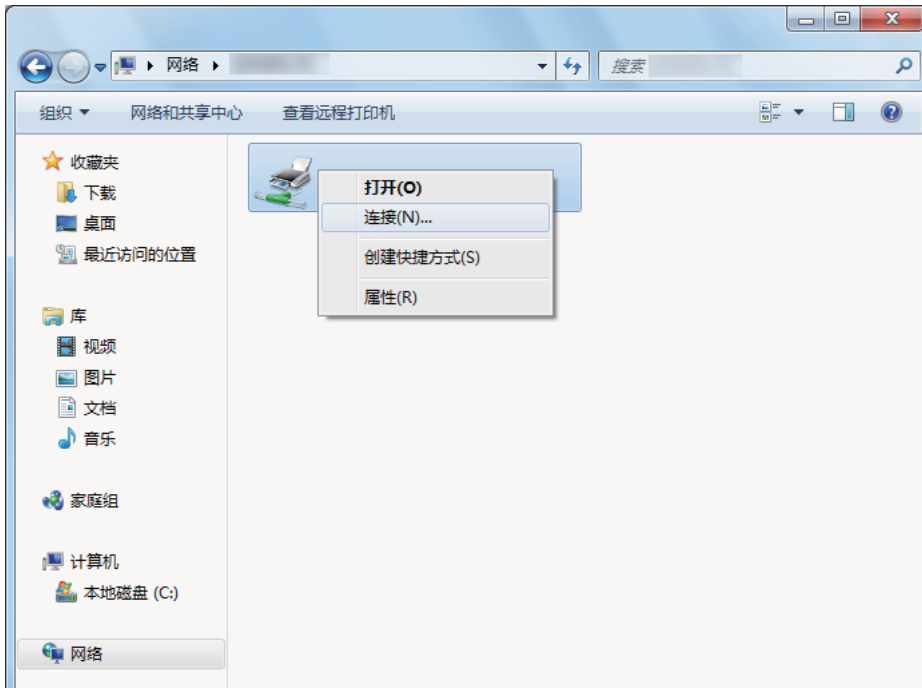 网络
搜索
组织
网络和共享中心
查看远程打印机
收藏夹
下载
桌面
最近访问的位置
库
视频
图片
文档
音乐
家庭组
计算机
本地磁盘 (C:)
网络
打开(O)
连接(N)...
创建快捷方式(S)
属性(R)